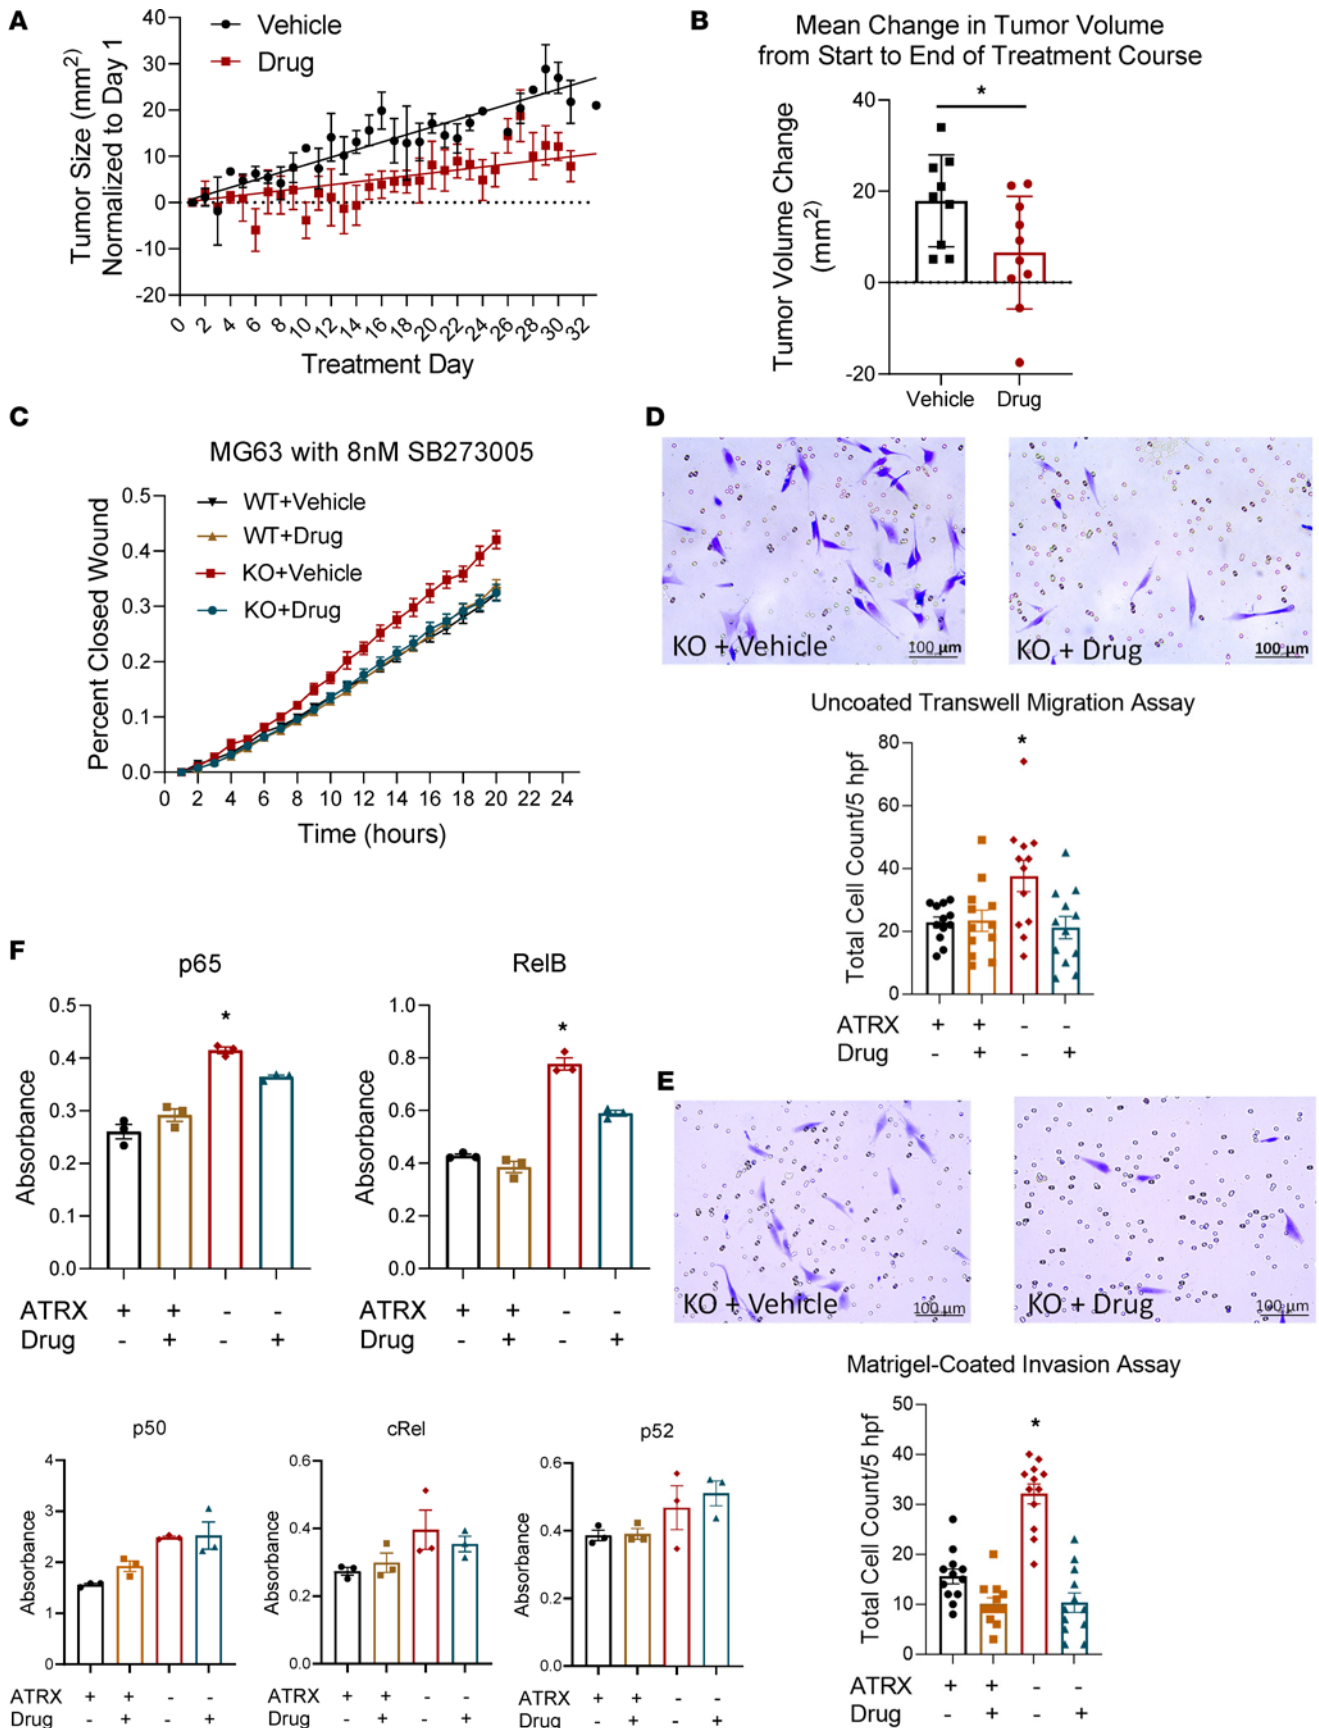 A
Tumor Size (mm²)
Normalized to Day 1
40
30
20
10
0
-10
-20
Vehicle
Drug
0 2 4 6 8 10 12 14 16 18 20 22 24 26 28 30 32
Treatment Day
B
Mean Change in Tumor Volume
from Start to End of Treatment Course
Tumor Volume Change
(mm²)
40
20
0
-20
*
Vehicle Drug
C
MG63 with 8nM SB273005
Percent Closed Wound
0.5
0.4
0.3
0.2
0.1
0.0
WT+Vehicle
WT+Drug
KO+Vehicle
KO+Drug
0 2 4 6 8 10 12 14 16 18 20 22 24
Time (hours)
D
KO + Vehicle
100 µm
KO + Drug
100 µm
Uncoated Transwell Migration Assay
Total Cell Count/5 hpf
80
60
40
20
0
*
ATRX + + - -
Drug - + - +
E
KO + Vehicle
100 µm
KO + Drug
100 µm
Matrigel-Coated Invasion Assay
Total Cell Count/5 hpf
50
40
30
20
10
0
*
ATRX + + - -
Drug - + - +
F
p65
Absorbance
0.5
0.4
0.3
0.2
0.1
0.0
*
ATRX + + - -
Drug - + - +
RelB
Absorbance
1.0
0.8
0.6
0.4
0.2
0.0
*
ATRX + + - -
Drug - + - +
p50
Absorbance
4
3
2
1
0
ATRX + + - -
Drug - + - +
cRel
Absorbance
0.6
0.4
0.2
0.0
ATRX + + - -
Drug - + - +
p52
Absorbance
0.6
0.4
0.2
0.0
ATRX + + - -
Drug - + - +